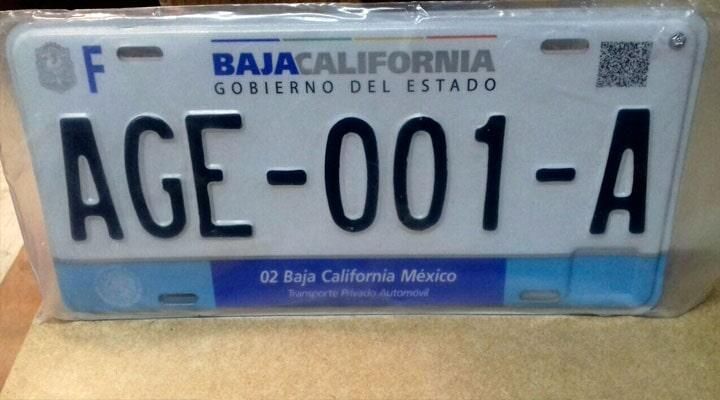 F
BAJACALIFORNIA
GOBIERNO DEL ESTADO
AGE-001-A
02 Baja California México
Transporte Privado Automóvil